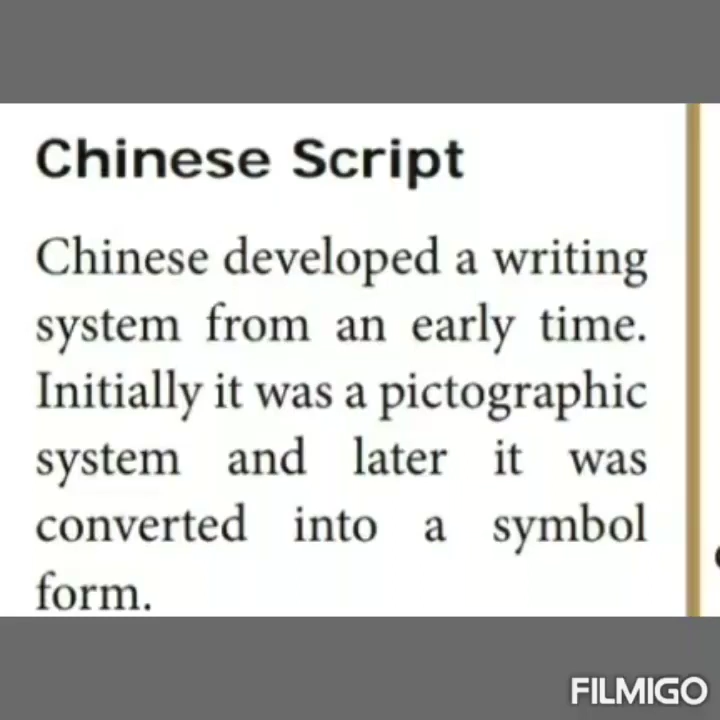 Chinese Script
Chinese developed a writing
system from an early time.
Initially it was a pictographic
system and later it was
converted into a symbol
form.
FILMIGO